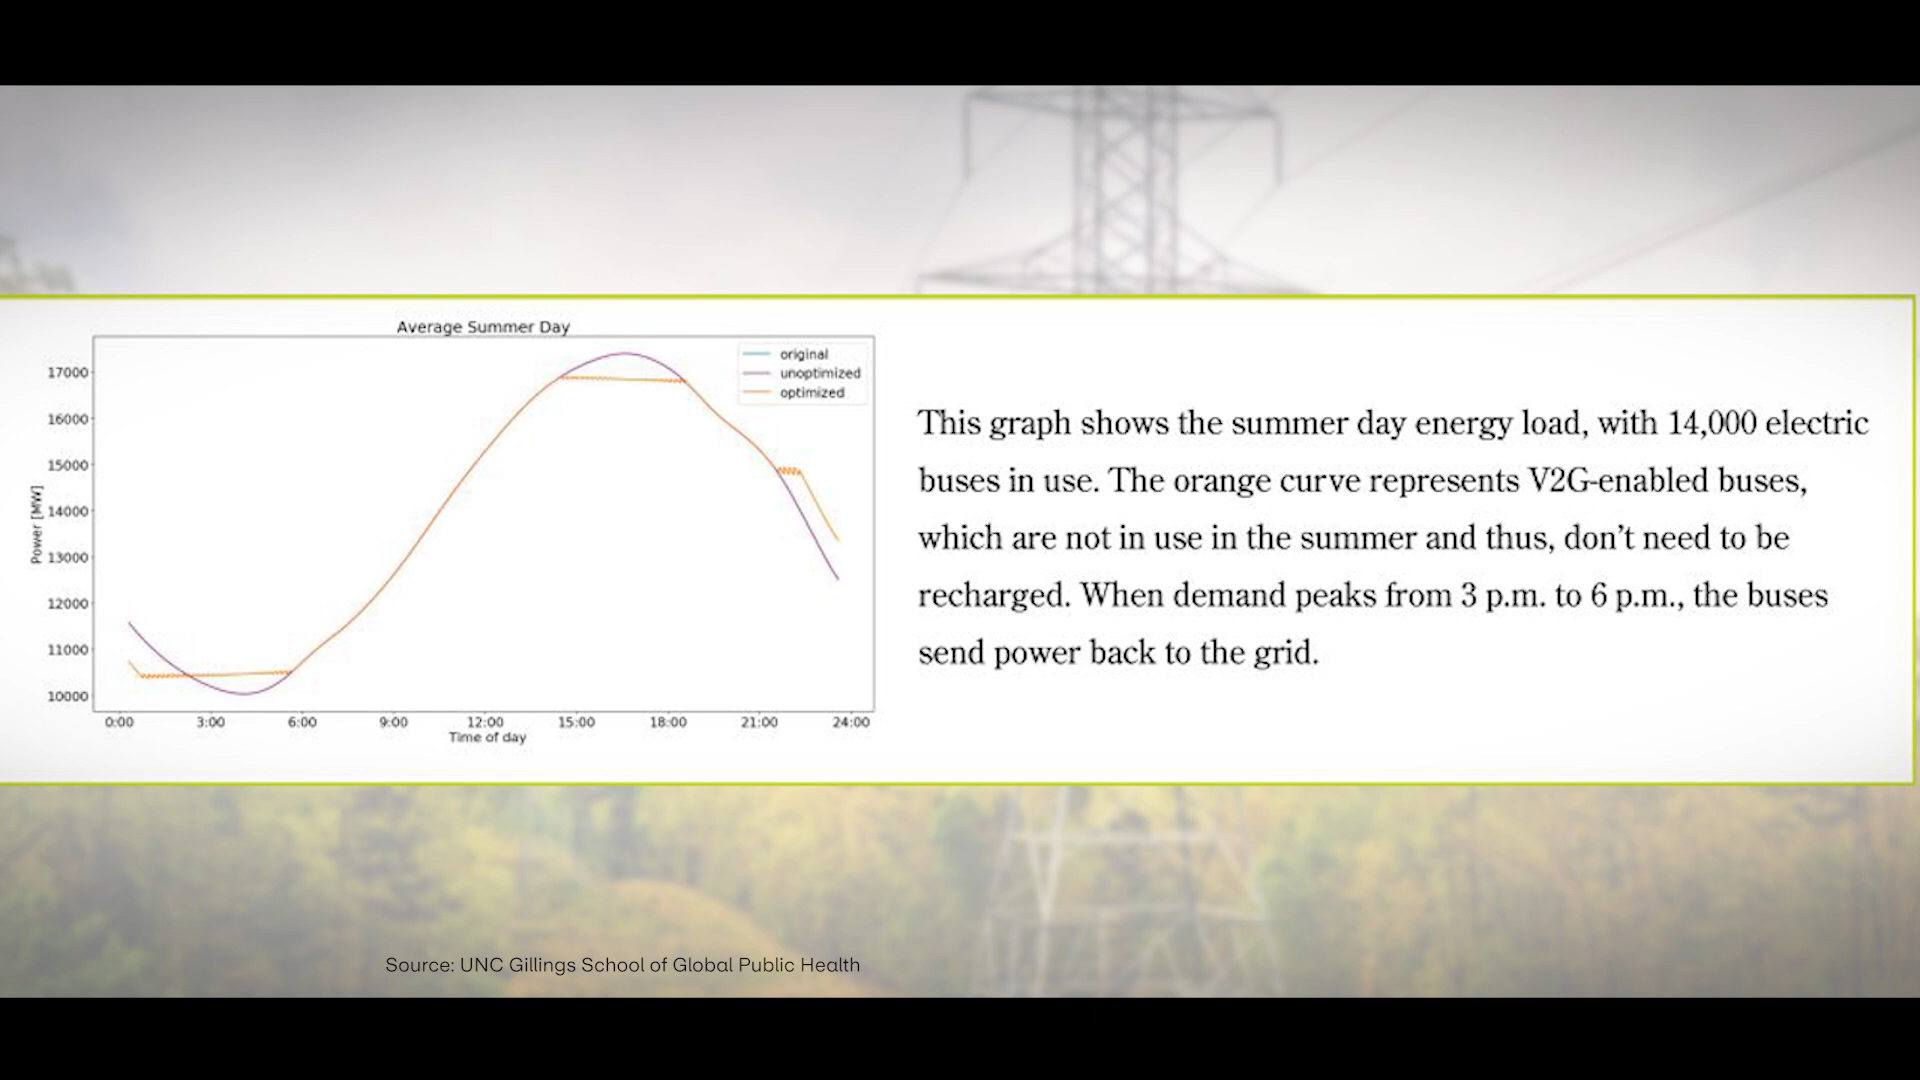 Average Summer Day
original
unoptimized
optimized
17000
16000
15000
14000
13000
12000
11000
10000
Power [MW]
0:00 3:00 6:00 9:00 12:00 15:00 18:00 21:00 24:00
Time of day
This graph shows the summer day energy load, with 14,000 electric
buses in use. The orange curve represents V2G-enabled buses,
which are not in use in the summer and thus, don’t need to be
recharged. When demand peaks from 3 p.m. to 6 p.m., the buses
send power back to the grid.
Source: UNC Gillings School of Global Public Health